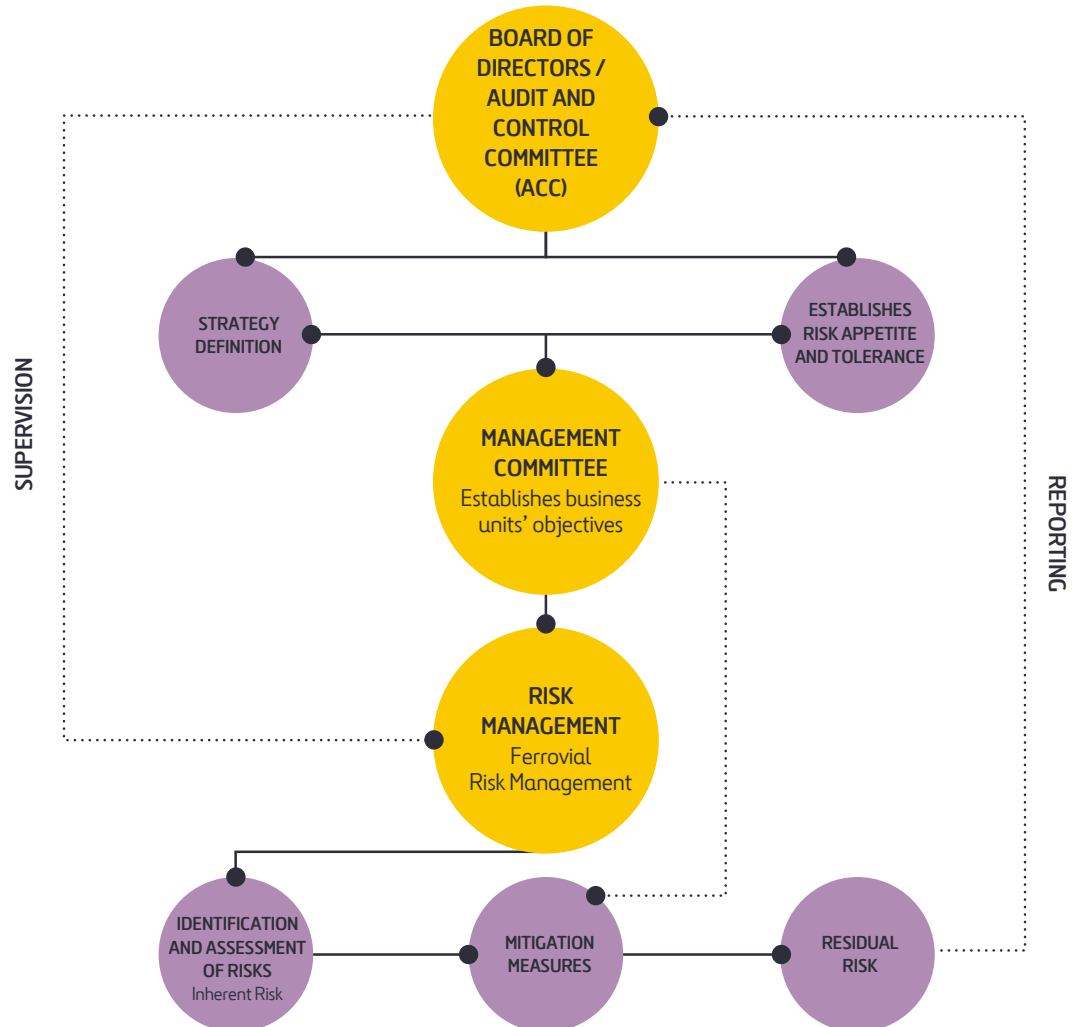 BOARD OF
DIRECTORS /
AUDIT AND
CONTROL
COMMITTEE
(ACC)
STRATEGY
DEFINITION
ESTABLISHES
RISK APPETITE
AND TOLERANCE
SUPERVISION
MANAGEMENT
COMMITTEE
Establishes business
units’ objectives
REPORTING
RISK
MANAGEMENT
Ferrovial
Risk Management
IDENTIFICATION
AND ASSESSMENT
OF RISKS
Inherent Risk
MITIGATION
MEASURES
RESIDUAL
RISK